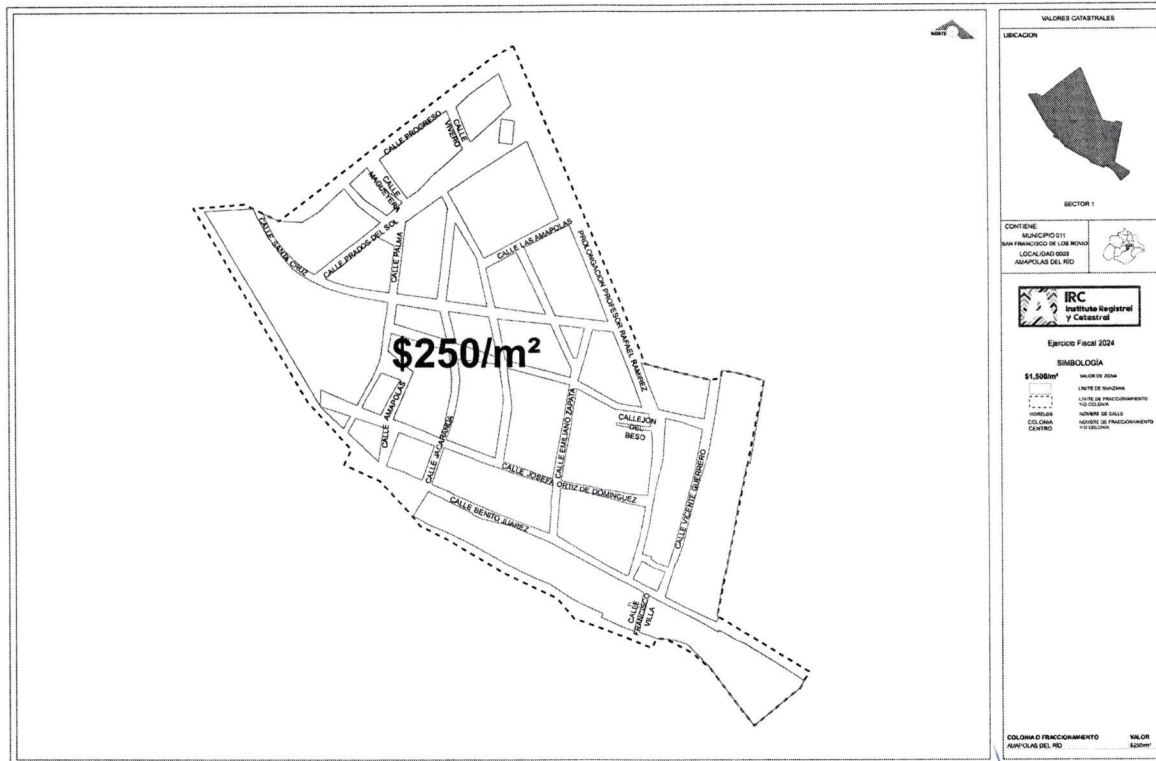 NORTE
CALLE PROGRESO
CALLE
VIVERO
CALLE
MAGUEYERA
CALLE SANTA CRUZ
CALLE PRADOS DEL SOL
CALLE PALMA
CALLE LAS AMAPOLAS
PROLONGACION PROFESOR RAFAEL RAMIREZ
$250/m²
CALLE AMAPOLAS
CALLE JACARANDA
CALLE EMILIANO ZAPATA
CALLEJON
DEL
BESO
CALLE JOSEFA ORTIZ DE DOMINGUEZ
CALLE VICENTE GUERRERO
CALLE BENITO JUAREZ
CALLE
FRANCISCO
VILLA
VALORES CATASTRALES
UBICACION
SECTOR 1
CONTIENE:
MUNICIPIO 011
SAN FRANCISCO DE LOS ROMO
LOCALIDAD 0003
AMAPOLAS DEL RÍO
IRC
Instituto Registral
y Catastral
Ejercicio Fiscal 2024
SIMBOLOGÍA
$1,500/m² VALOR DE ZONA
LIMITE DE MANZANA
LIMITE DE FRACCIONAMIENTO
Y/O COLONIA
MORELOS NOMBRE DE CALLE
COLONIA CENTRO NOMBRE DE FRACCIONAMIENTO
Y/O COLONIA
COLONIA O FRACCIONAMIENTO VALOR
AMAPOLAS DEL RÍO $250/m²